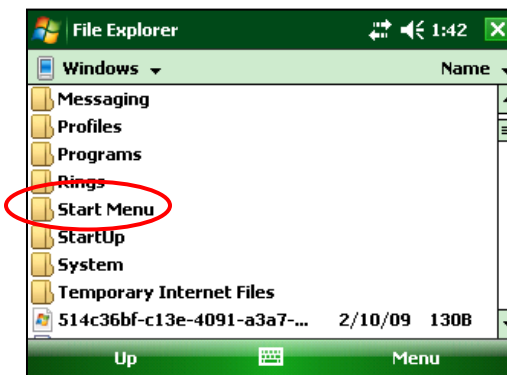 File Explorer 1:42
Windows Name
Messaging
Profiles
Programs
Rings
Start Menu
StartUp
System
Temporary Internet Files
514c36bf-c13e-4091-a3a7-... 2/10/09 130B
Up Menu